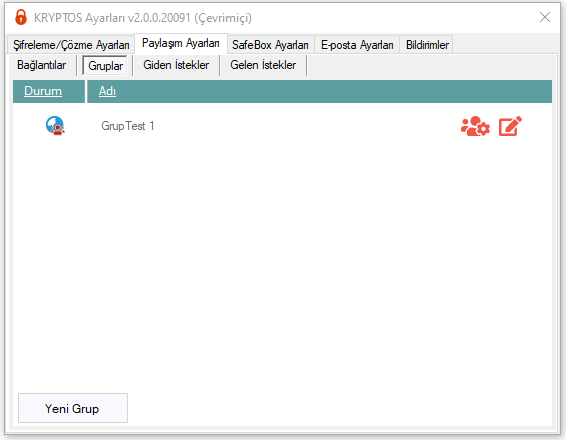 KRYPTOS Ayarları v2.0.0.20091 (Çevrimiçi)
Şifreleme/Çözme Ayarları Paylaşım Ayarları SafeBox Ayarları E-posta Ayarları Bildirimler
Bağlantılar Gruplar Giden İstekler Gelen İstekler
Durum Adı
GrupTest 1
Yeni Grup